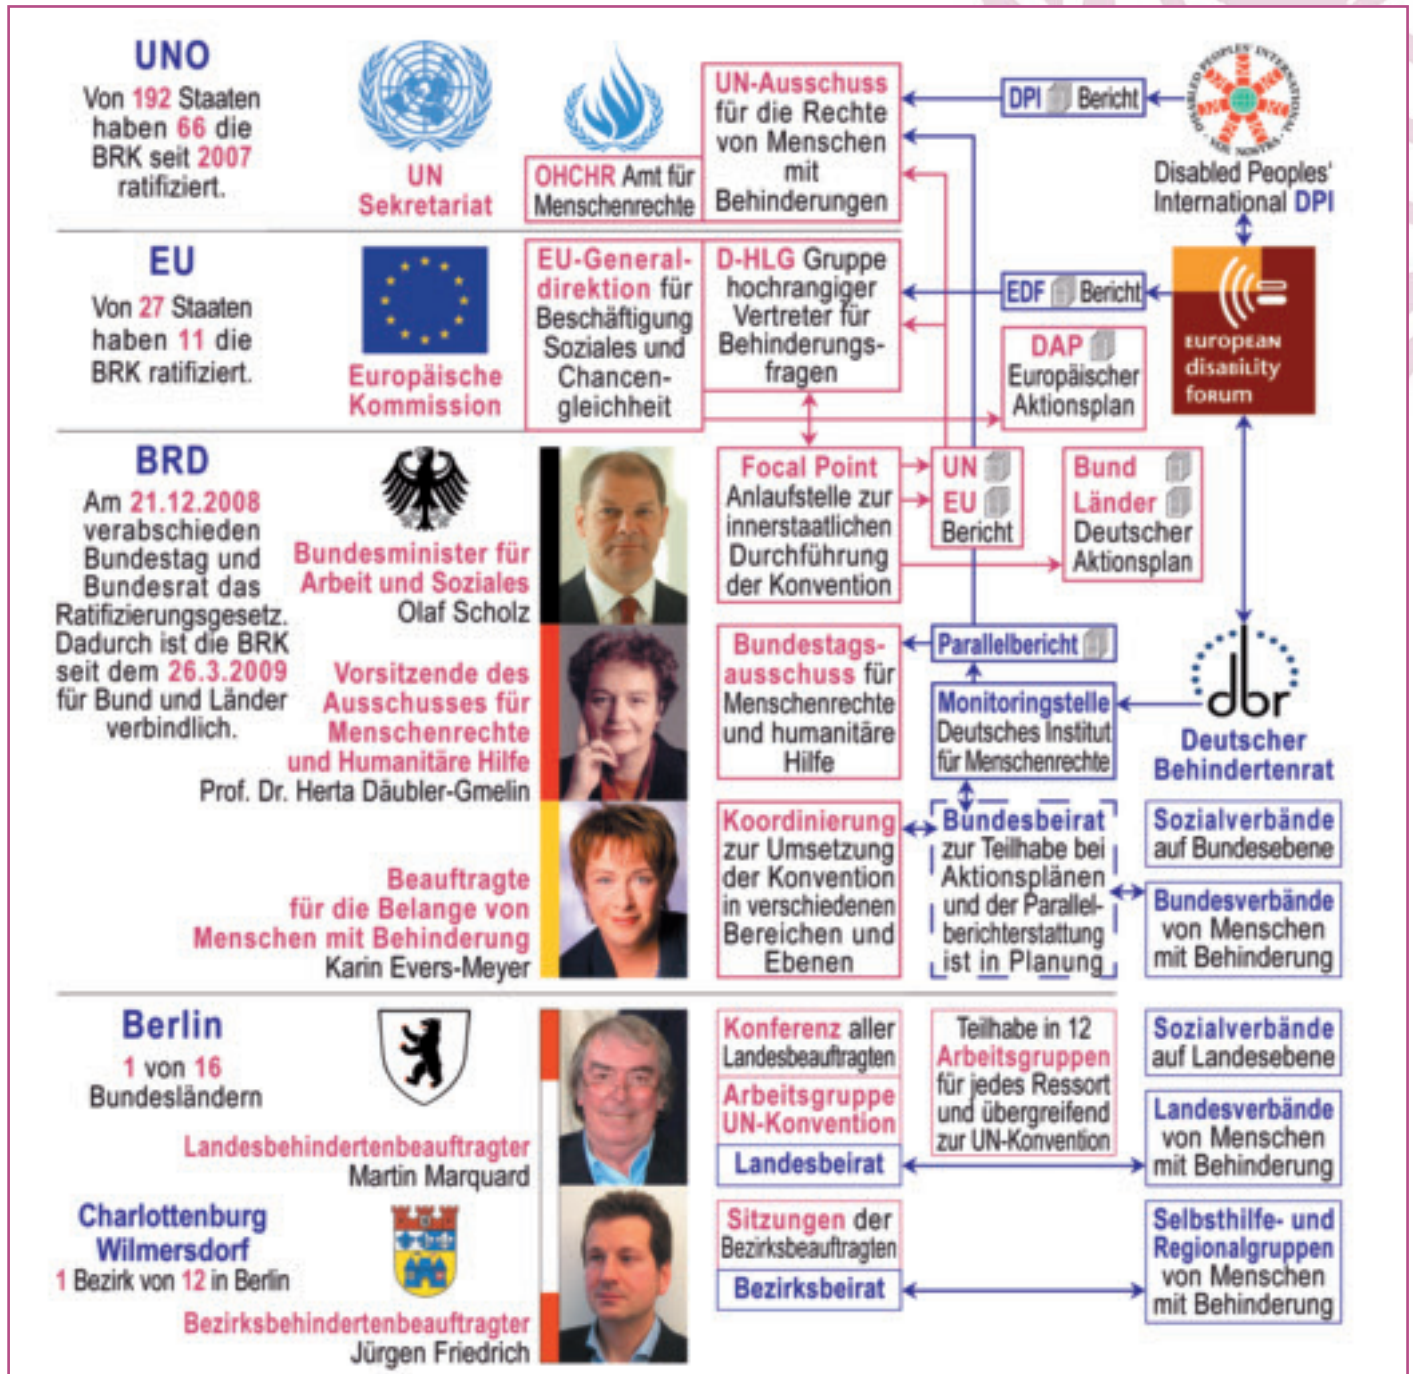 UNO
Von 192 Staaten
haben 66 die
BRK seit 2007
ratifiziert.
UN
Sekretariat
OHCHR Amt für
Menschenrechte
UN-Ausschuss
für die Rechte
von Menschen
mit
Behinderungen
DPI Bericht
DISABLED PEOPLES' INTERNATIONAL · VOX NOSTRA ·
Disabled Peoples'
International DPI
EU
Von 27 Staaten
haben 11 die
BRK ratifiziert.
Europäische
Kommission
EU-General-
direktion für
Beschäftigung
Soziales und
Chancen-
gleichheit
D-HLG Gruppe
hochrangiger
Vertreter für
Behinderungs-
fragen
EDF Bericht
DAP
Europäischer
Aktionsplan
european
disability
forum
BRD
Am 21.12.2008
verabschieden
Bundestag und
Bundesrat das
Ratifizierungsgesetz.
Dadurch ist die BRK
seit dem 26.3.2009
für Bund und Länder
verbindlich.
Bundesminister für
Arbeit und Soziales
Olaf Scholz
Vorsitzende des
Ausschusses für
Menschenrechte
und Humanitäre Hilfe
Prof. Dr. Herta Däubler-Gmelin
Beauftragte
für die Belange von
Menschen mit Behinderung
Karin Evers-Meyer
Focal Point
Anlaufstelle zur
innerstaatlichen
Durchführung
der Konvention
UN
EU
Bericht
Bund
Länder
Deutscher
Aktionsplan
Bundestags-
ausschuss für
Menschenrechte
und humanitäre
Hilfe
Parallelbericht
Monitoringstelle
Deutsches Institut
für Menschenrechte
dbr
Deutscher
Behindertenrat
Koordinierung
zur Umsetzung
der Konvention
in verschiedenen
Bereichen und
Ebenen
Bundesbeirat
zur Teilhabe bei
Aktionsplänen
und der Parallel-
berichterstattung
ist in Planung
Sozialverbände
auf Bundesebene
Bundesverbände
von Menschen
mit Behinderung
Berlin
1 von 16
Bundesländern
Landesbehindertenbeauftragter
Martin Marquard
Konferenz aller
Landesbeauftragten
Arbeitsgruppe
UN-Konvention
Landesbeirat
Teilhabe in 12
Arbeitsgruppen
für jedes Ressort
und übergreifend
zur UN-Konvention
Sozialverbände
auf Landesebene
Landesverbände
von Menschen
mit Behinderung
Charlottenburg
Wilmersdorf
1 Bezirk von 12 in Berlin
Bezirksbehindertenbeauftragter
Jürgen Friedrich
Sitzungen der
Bezirksbeauftragten
Bezirksbeirat
Selbsthilfe- und
Regionalgruppen
von Menschen
mit Behinderung